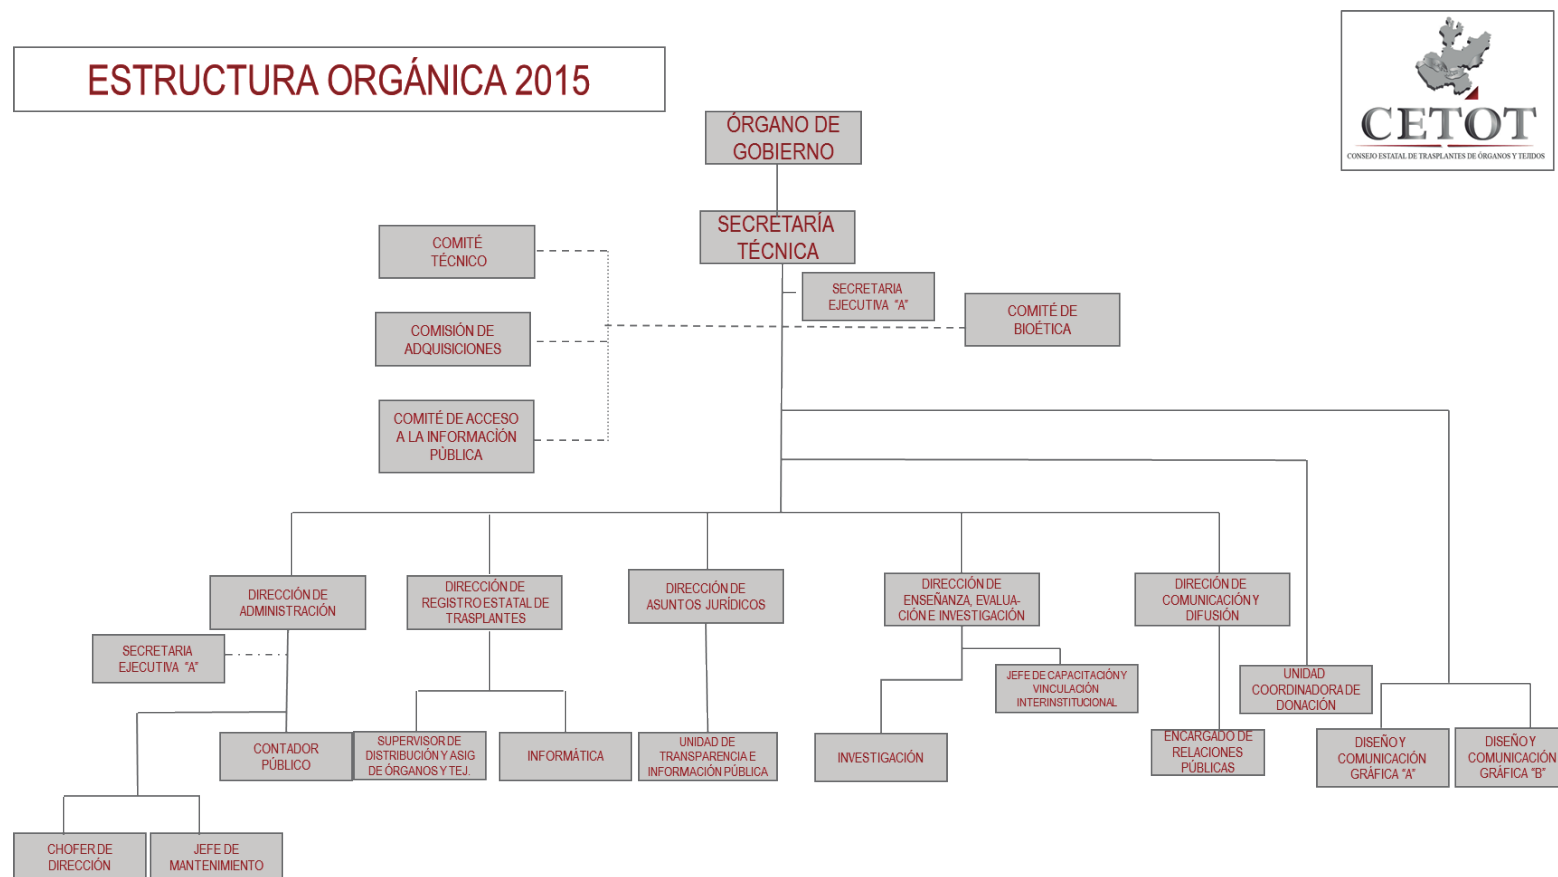 ESTRUCTURA ORGÁNICA 2015
CETOT
CONSEJO ESTATAL DE TRASPLANTES DE ÓRGANOS Y TEJIDOS
ÓRGANO DE
GOBIERNO
SECRETARÍA
TÉCNICA
COMITÉ
TÉCNICO
SECRETARIA
EJECUTIVA "A"
COMITÉ DE
BIOÉTICA
COMISIÓN DE
ADQUISICIONES
COMITÉ DE ACCESO
A LA INFORMACIÓN
PÚBLICA
DIRECCIÓN DE
ADMINISTRACIÓN
DIRECCIÓN DE
REGISTRO ESTATAL DE
TRASPLANTES
DIRECCIÓN DE
ASUNTOS JURÍDICOS
DIRECCIÓN DE
ENSEÑANZA, EVALUA-
CIÓN E INVESTIGACIÓN
DIRECIÓN DE
COMUNICACIÓN Y
DIFUSIÓN
SECRETARIA
EJECUTIVA "A"
JEFE DE CAPACITACIÓN Y
VINCULACIÓN
INTERINSTITUCIONAL
UNIDAD
COORDINADORA DE
DONACIÓN
CONTADOR
PÚBLICO
SUPERVISOR DE
DISTRIBUCIÓN Y ASIG
DE ÓRGANOS Y TEJ.
INFORMÁTICA
UNIDAD DE
TRANSPARENCIA E
INFORMACIÓN PÚBLICA
INVESTIGACIÓN
ENCARGADO DE
RELACIONES
PÚBLICAS
DISEÑO Y
COMUNICACIÓN
GRÁFICA "A"
DISEÑO Y
COMUNICACIÓN
GRÁFICA "B"
CHOFER DE
DIRECCIÓN
JEFE DE
MANTENIMIENTO